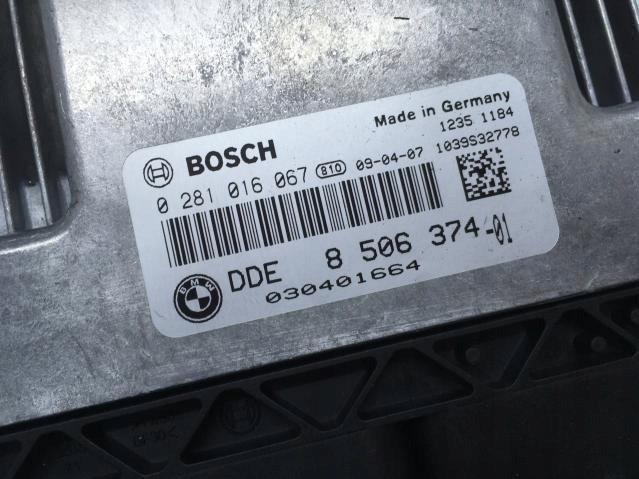 Made in Germany
1235 1184
BOSCH
0 281 016 067 810 09-04-07 1039S32778
BMW
DDE 8 506 374-01
030401664